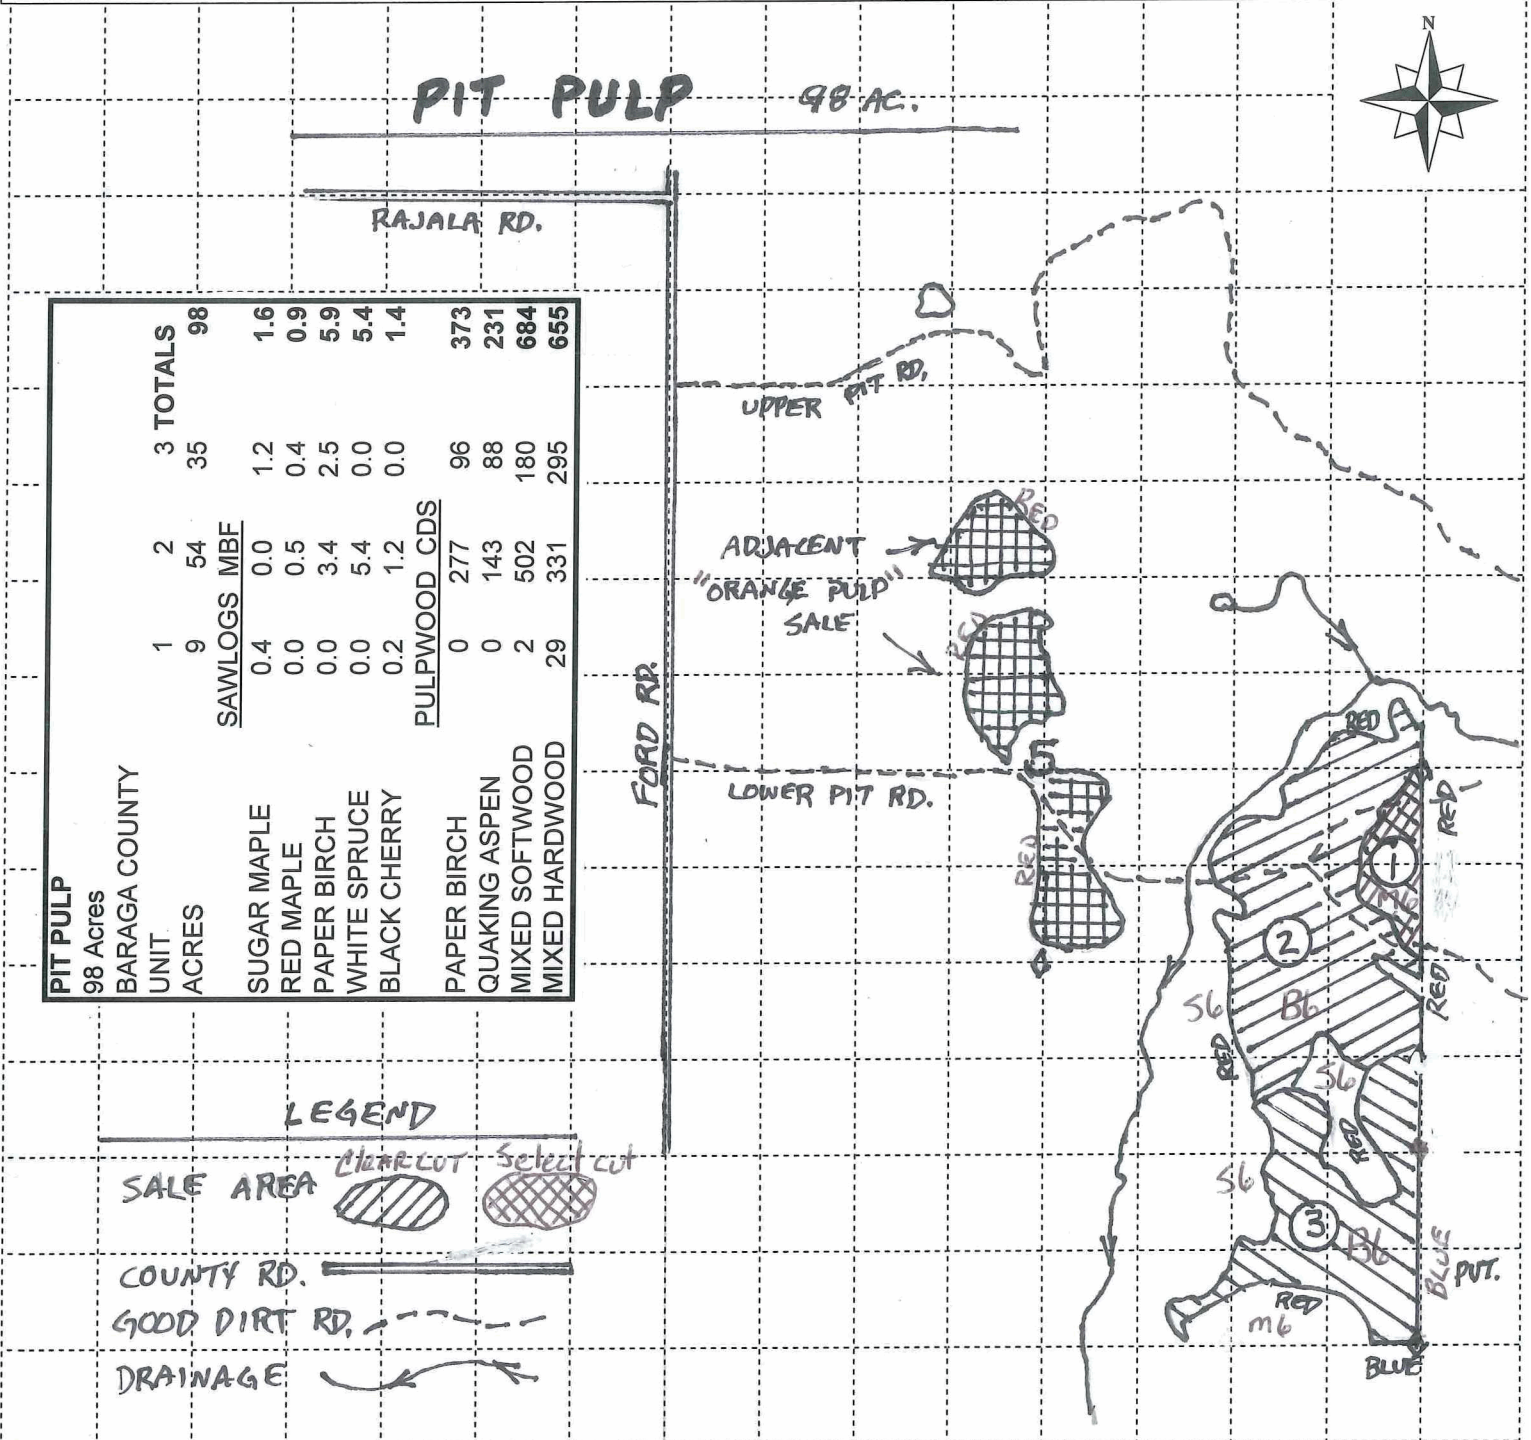 N
PIT PULP 98 AC.
RAJALA RD.
UPPER PIT RD.
PIT PULP
98 Acres
BARAGA COUNTY
UNIT 1 2 3 TOTALS
ACRES 9 54 35 98
SAWLOGS MBF
SUGAR MAPLE 0.4 0.0 1.2 1.6
RED MAPLE 0.0 0.5 0.4 0.9
PAPER BIRCH 0.0 3.4 2.5 5.9
WHITE SPRUCE 0.0 5.4 0.0 5.4
BLACK CHERRY 0.2 1.2 0.0 1.4
PULPWOOD CDS
PAPER BIRCH 0 277 96 373
QUAKING ASPEN 0 143 88 231
MIXED SOFTWOOD 2 502 180 684
MIXED HARDWOOD 29 331 295 655
FORD RD.
RED
ADJACENT
"ORANGE PULP"
SALE
RED
LOWER PIT RD.
RED
RED
RED
1
M6
2
RED
S6
B6
RED
S6
RED
S6
3
B6
BLUE
PVT.
RED
M6
BLUE
LEGEND
CLEARCUT Select cut
SALE AREA
COUNTY RD.
GOOD DIRT RD.
DRAINAGE